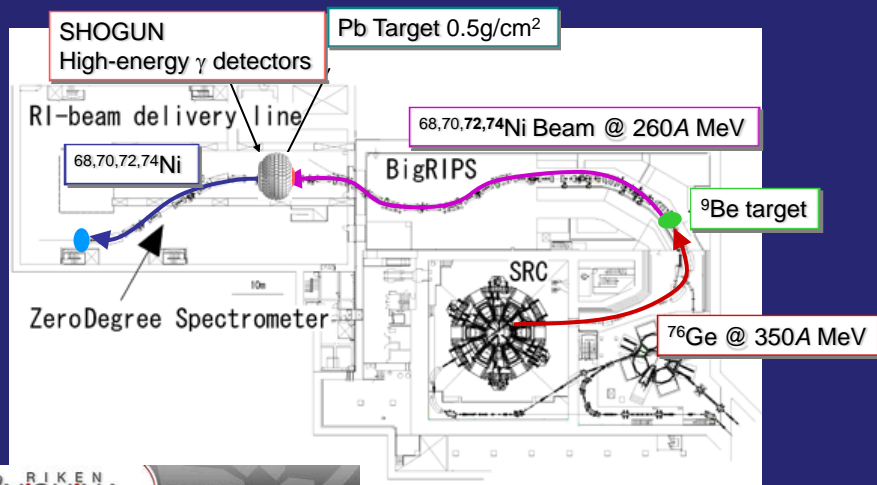 SHOGUN
High-energy γ detectors
Pb Target 0.5g/cm²
RI-beam delivery line
⁶⁸,⁷⁰,⁷²,⁷⁴Ni Beam @ 260A MeV
⁶⁸,⁷⁰,⁷²,⁷⁴Ni
BigRIPS
⁹Be target
SRC
10m
ZeroDegree Spectrometer
⁷⁶Ge @ 350A MeV
RIKEN